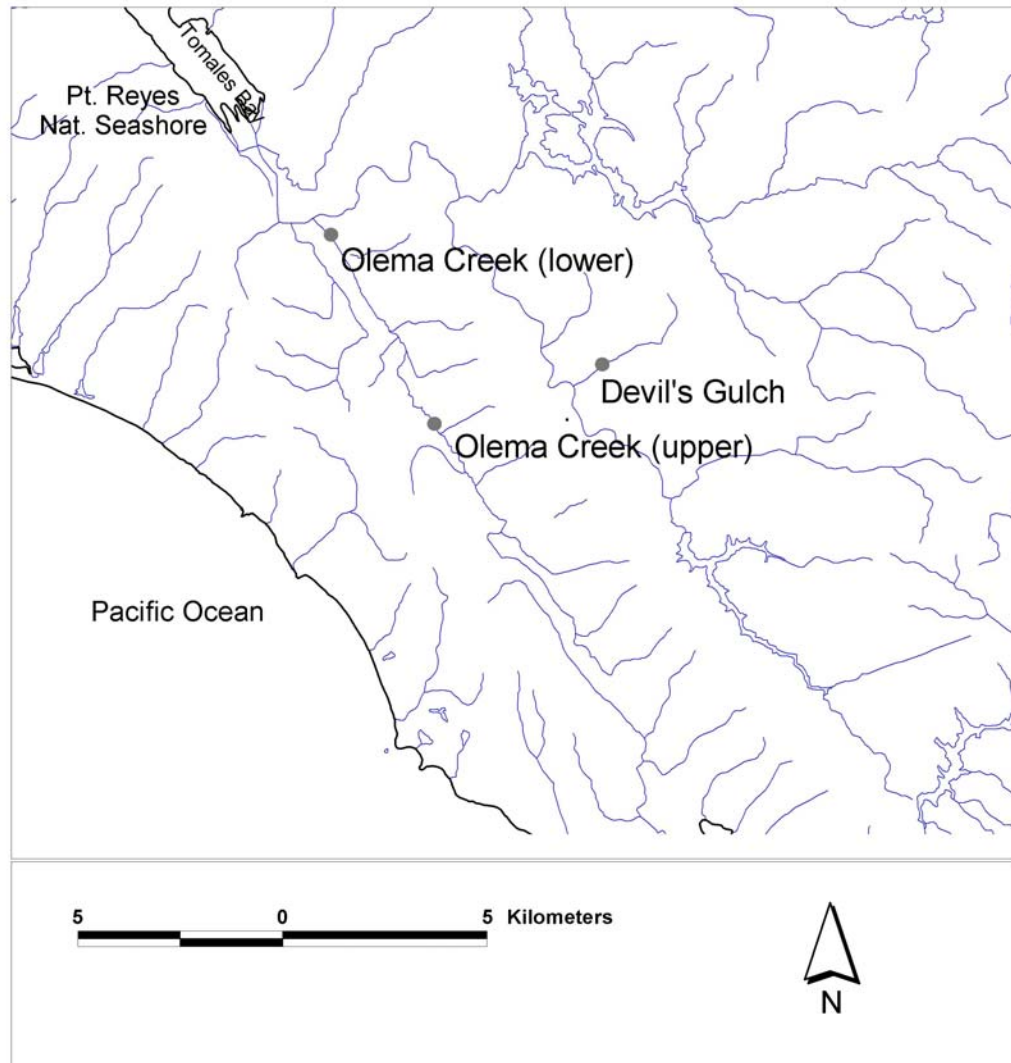 Tomales Bay
Pt. Reyes
Nat. Seashore
Olema Creek (lower)
Devil's Gulch
Olema Creek (upper)
Pacific Ocean
5 0 5 Kilometers
N